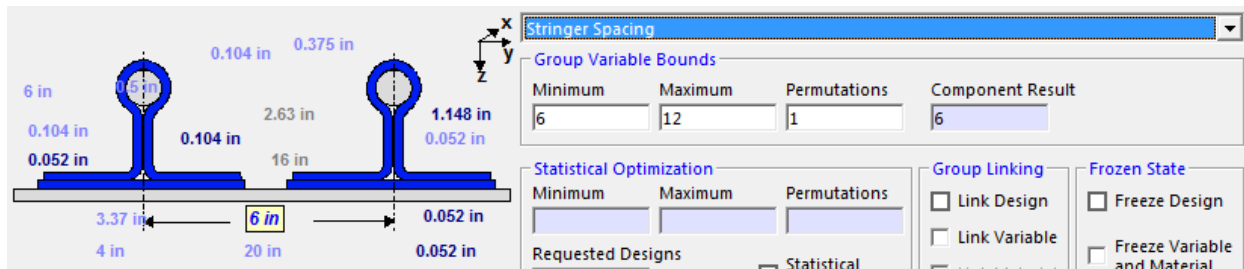 x
y
z
0.104 in
0.375 in
6 in
0.5 in
2.63 in
1.148 in
0.104 in
0.104 in
0.052 in
0.052 in
16 in
3.37 in
6 in
0.052 in
4 in
20 in
0.052 in
Stringer Spacing
Group Variable Bounds
Minimum Maximum Permutations Component Result
6 12 1 6
Statistical Optimization
Minimum Maximum Permutations
Requested Designs
Statistical
Group Linking
Link Design
Link Variable
Frozen State
Freeze Design
Freeze Variable
and Material